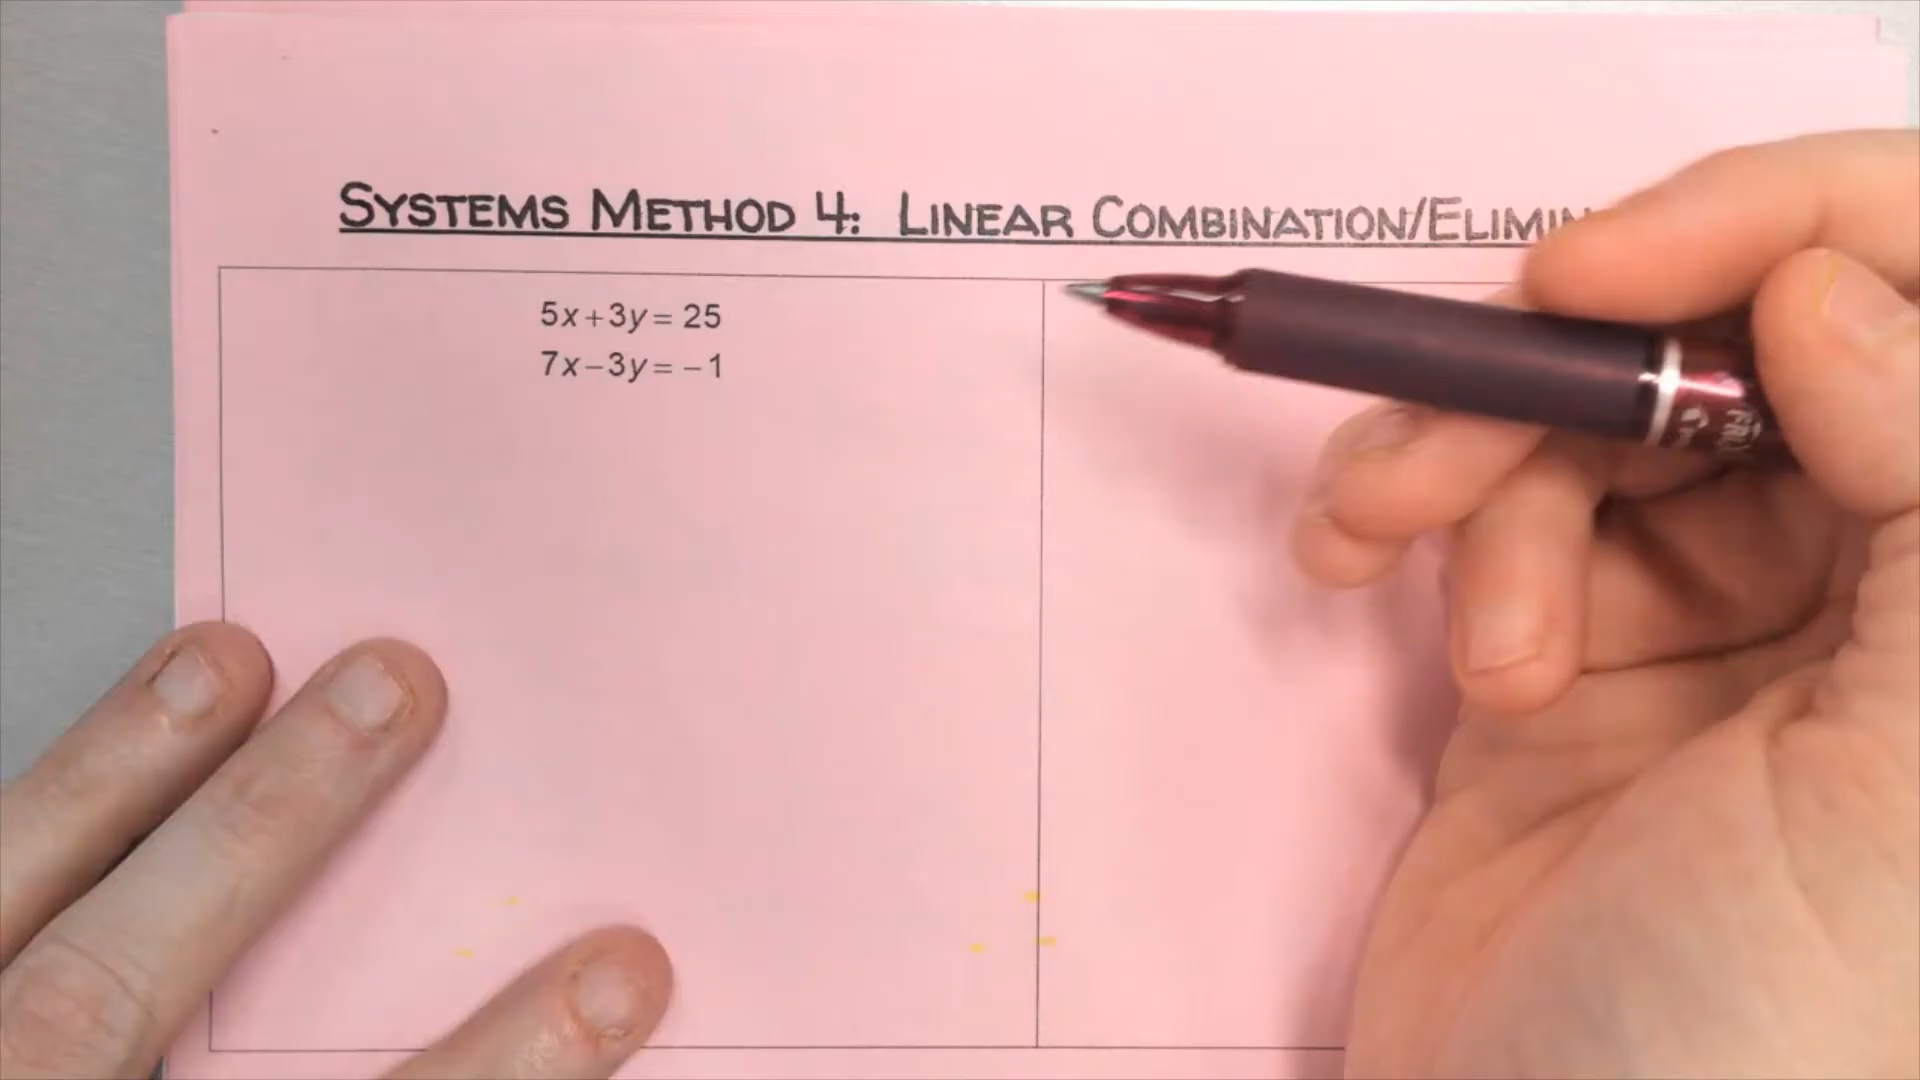 SYSTEMS METHOD 4: LINEAR COMBINATION/ELIMIN
5x+3y=25
7x−3y=−1